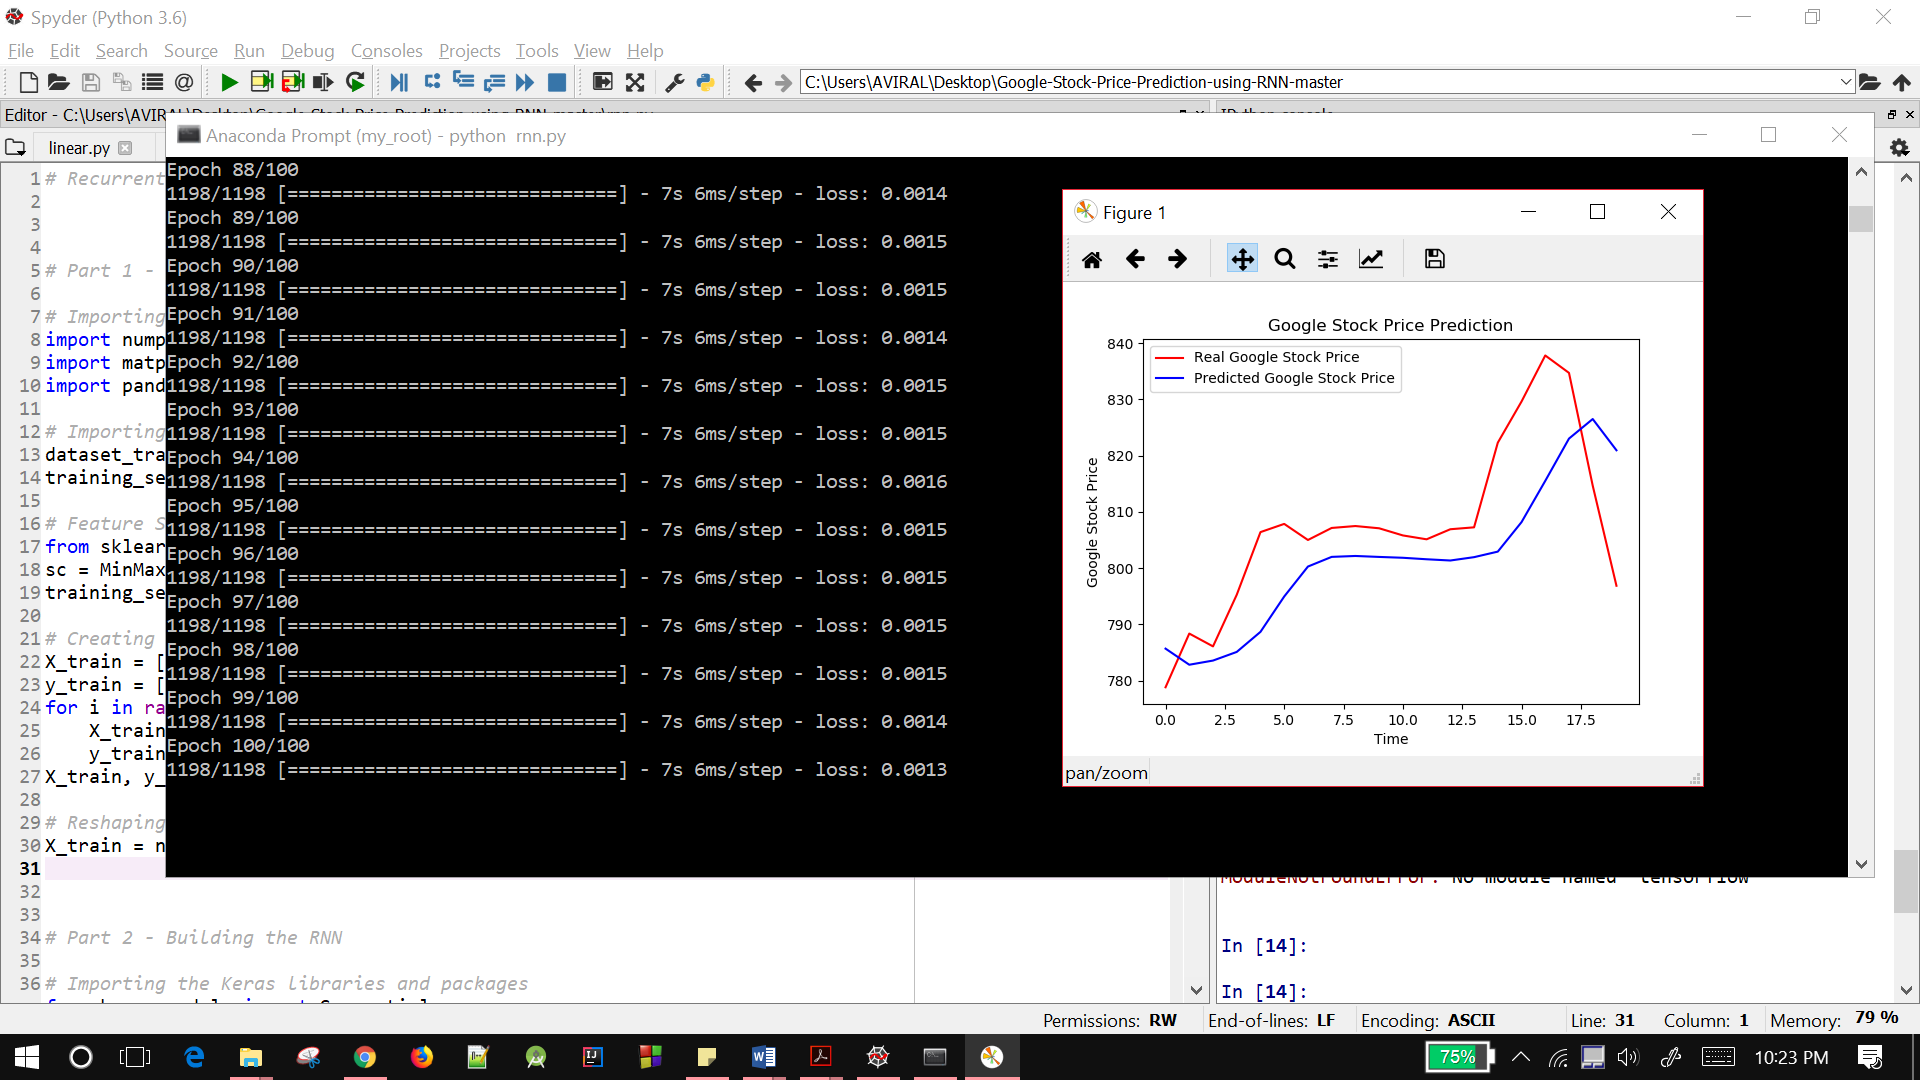 Spyder (Python 3.6)
File Edit Search Source Run Debug Consoles Projects Tools View Help
C:\Users\AVIRAL\Desktop\Google-Stock-Price-Prediction-using-RNN-master
Editor - C:\Users\AVIRAL\Desktop\Google-Stock-Price-Prediction-using-RNN-master\rnn.py
IPython console
linear.py
Anaconda Prompt (my_root) - python  rnn.py
1 # Recurrent
2
3
4
5 # Part 1 -
6
7 # Importing
8 import nump
9 import matp
10 import pand
11
12 # Importing
13 dataset_tra
14 training_se
15
16 # Feature S
17 from sklear
18 sc = MinMax
19 training_se
20
21 # Creating
22 X_train = [
23 y_train = [
24 for i in ra
25     X_train
26     y_train
27 X_train, y_
28
29 # Reshaping
30 X_train = n
31
32
33
34 # Part 2 - Building the RNN
35
36 # Importing the Keras libraries and packages
Epoch 88/100
1198/1198 [==============================] - 7s 6ms/step - loss: 0.0014
Epoch 89/100
1198/1198 [==============================] - 7s 6ms/step - loss: 0.0015
Epoch 90/100
1198/1198 [==============================] - 7s 6ms/step - loss: 0.0015
Epoch 91/100
1198/1198 [==============================] - 7s 6ms/step - loss: 0.0014
Epoch 92/100
1198/1198 [==============================] - 7s 6ms/step - loss: 0.0015
Epoch 93/100
1198/1198 [==============================] - 7s 6ms/step - loss: 0.0015
Epoch 94/100
1198/1198 [==============================] - 7s 6ms/step - loss: 0.0016
Epoch 95/100
1198/1198 [==============================] - 7s 6ms/step - loss: 0.0015
Epoch 96/100
1198/1198 [==============================] - 7s 6ms/step - loss: 0.0015
Epoch 97/100
1198/1198 [==============================] - 7s 6ms/step - loss: 0.0015
Epoch 98/100
1198/1198 [==============================] - 7s 6ms/step - loss: 0.0015
Epoch 99/100
1198/1198 [==============================] - 7s 6ms/step - loss: 0.0014
Epoch 100/100
1198/1198 [==============================] - 7s 6ms/step - loss: 0.0013
Figure 1
Google Stock Price Prediction
Real Google Stock Price
Predicted Google Stock Price
Google Stock Price
840
830
820
810
800
790
780
0.0 2.5 5.0 7.5 10.0 12.5 15.0 17.5
Time
pan/zoom
ModuleNotFoundError: No module named 'tensorflow'
In [14]:
In [14]:
Permissions: RW End-of-lines: LF Encoding: ASCII Line: 31 Column: 1 Memory: 79 %
75% 10:23 PM